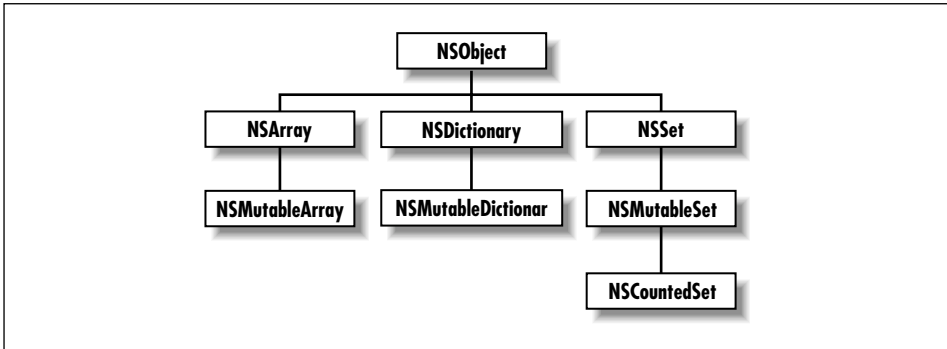 NSObject
NSArray NSDictionary NSSet
NSMutableArray NSMutableDictionar NSMutableSet
NSCountedSet